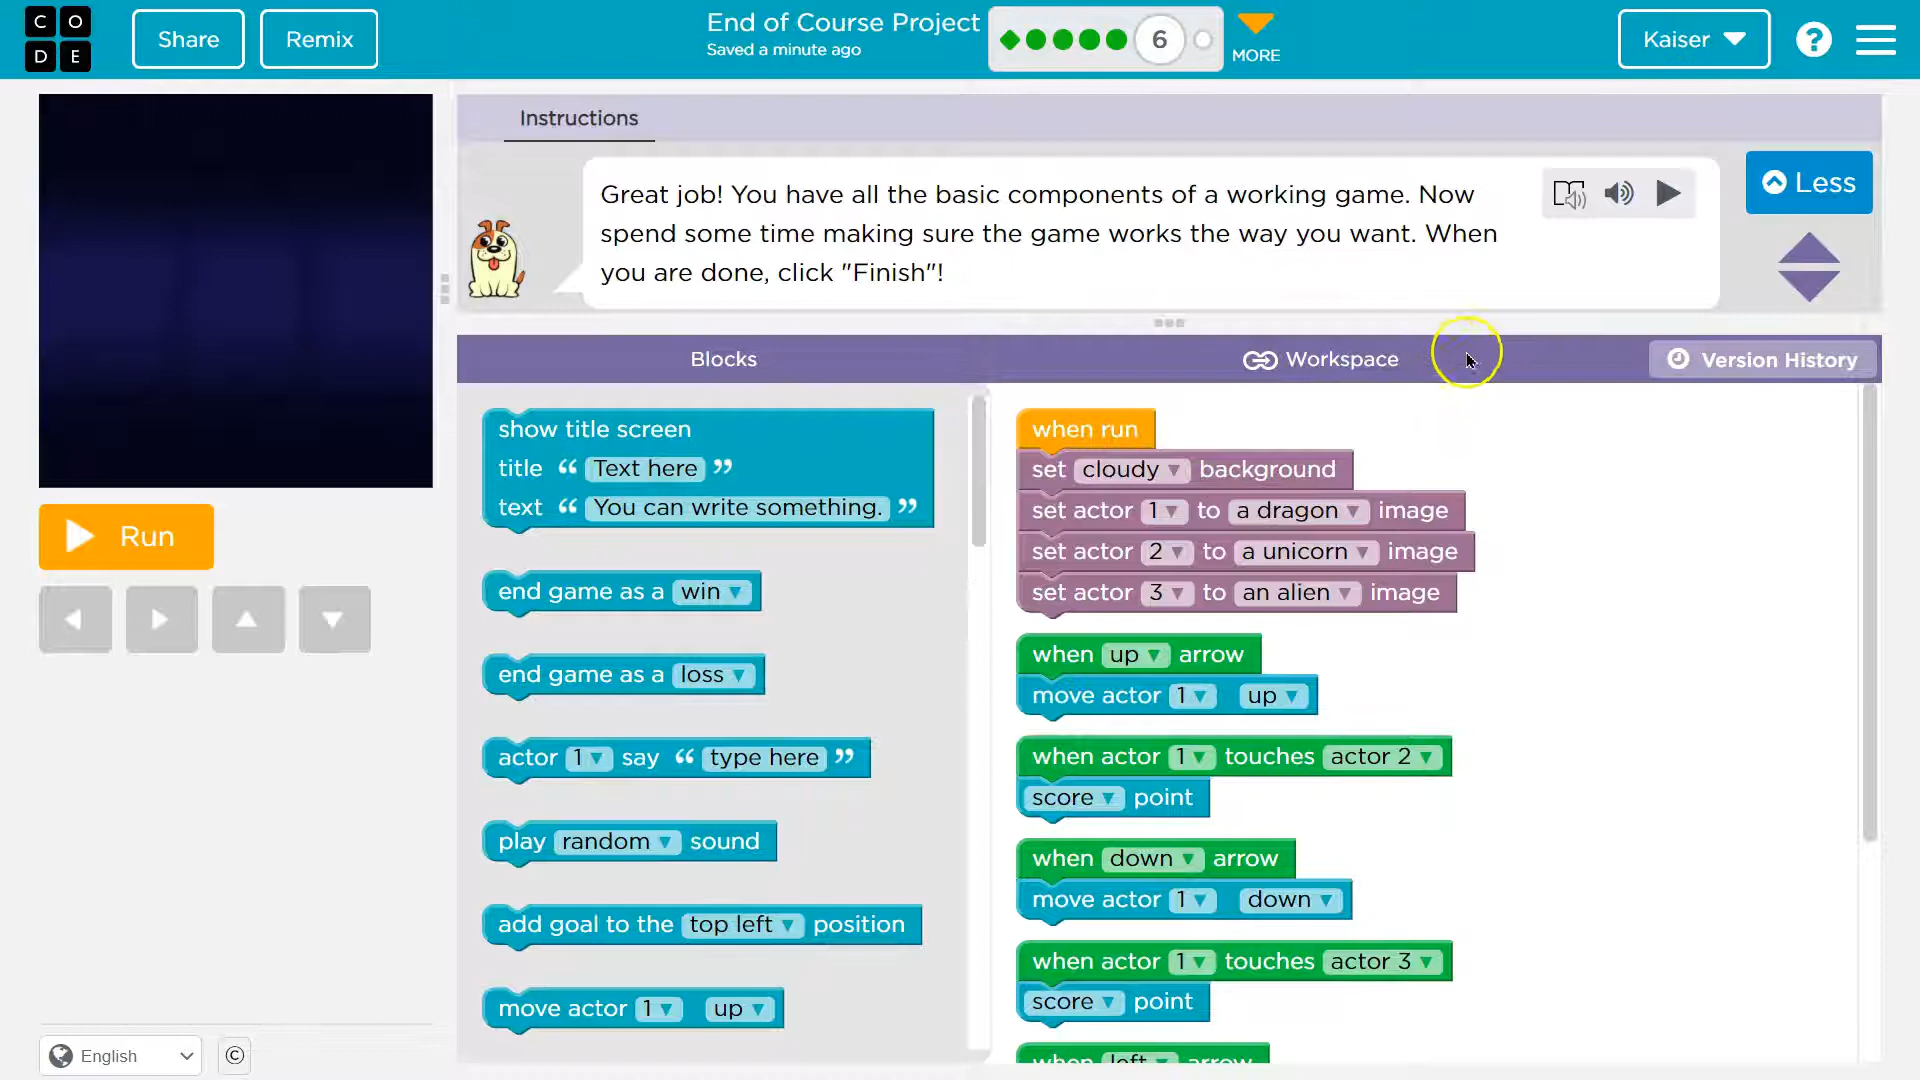 C O
D E
Share
Remix
End of Course Project
Saved a minute ago
6
MORE
Kaiser
?
Instructions
Great job! You have all the basic components of a working game. Now
spend some time making sure the game works the way you want. When
you are done, click "Finish"!
Less
Blocks
Workspace
Version History
Run
show title screen
title “ Text here ”
text “ You can write something. ”
end game as a win
end game as a loss
actor 1 say “ type here ”
play random sound
add goal to the top left position
move actor 1 up
when run
set cloudy background
set actor 1 to a dragon image
set actor 2 to a unicorn image
set actor 3 to an alien image
when up arrow
move actor 1 up
when actor 1 touches actor 2
score point
when down arrow
move actor 1 down
when actor 1 touches actor 3
score point
when left arrow
English
©